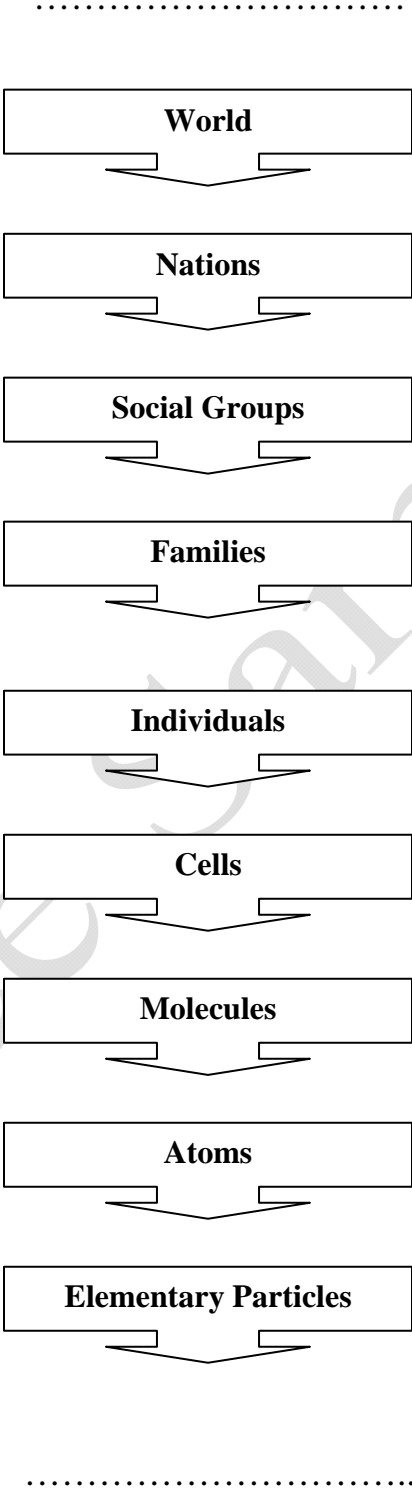 ..............................
World
Nations
Social Groups
Families
Individuals
Cells
Molecules
Atoms
Elementary Particles
................................